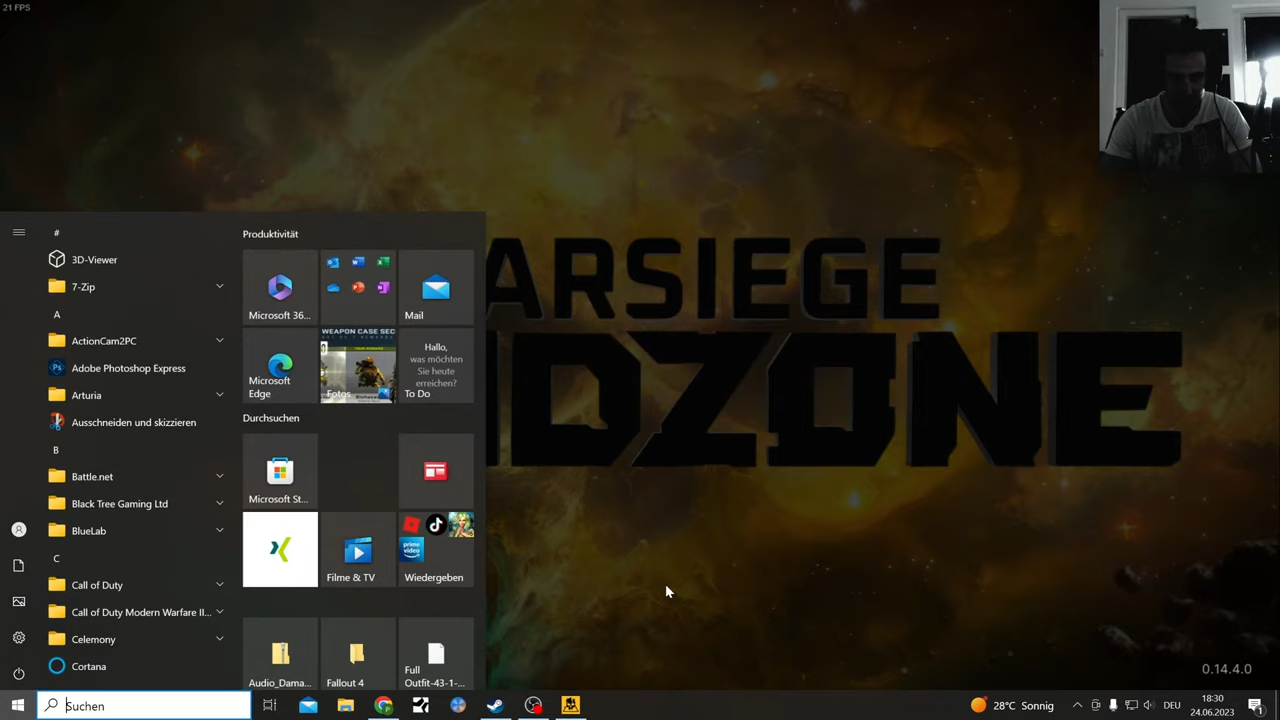 21 FPS
ARSIEGE
DZONE
0.14.4.0
#
3D-Viewer
7-Zip
A
ActionCam2PC
Adobe Photoshop Express
Arturia
Ausschneiden und skizzieren
B
Battle.net
Black Tree Gaming Ltd
BlueLab
C
Call of Duty
Call of Duty Modern Warfare II...
Celemony
Cortana
Produktivität
Microsoft 36...
Mail
Microsoft
Edge
WEAPON CASE SEC
Fotos
Hallo,
was möchten
Sie heute
erreichen?
To Do
Durchsuchen
Microsoft St...
Filme & TV
prime
video
Wiedergeben
Audio_Dama...
Fallout 4
Full
Outfit-43-1-...
Suchen
28°C Sonnig
DEU
18:30
24.06.2023